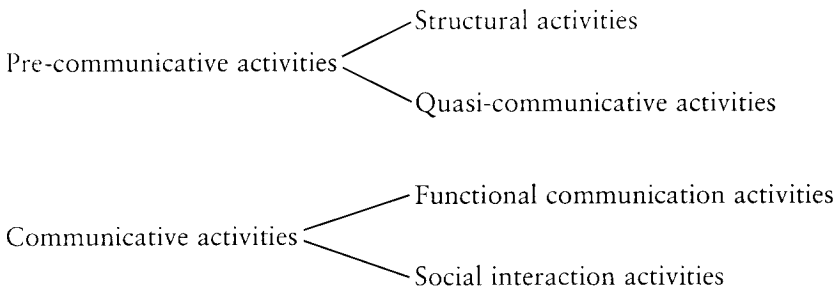 Structural activities
Pre-communicative activities
Quasi-communicative activities
Functional communication activities
Communicative activities
Social interaction activities